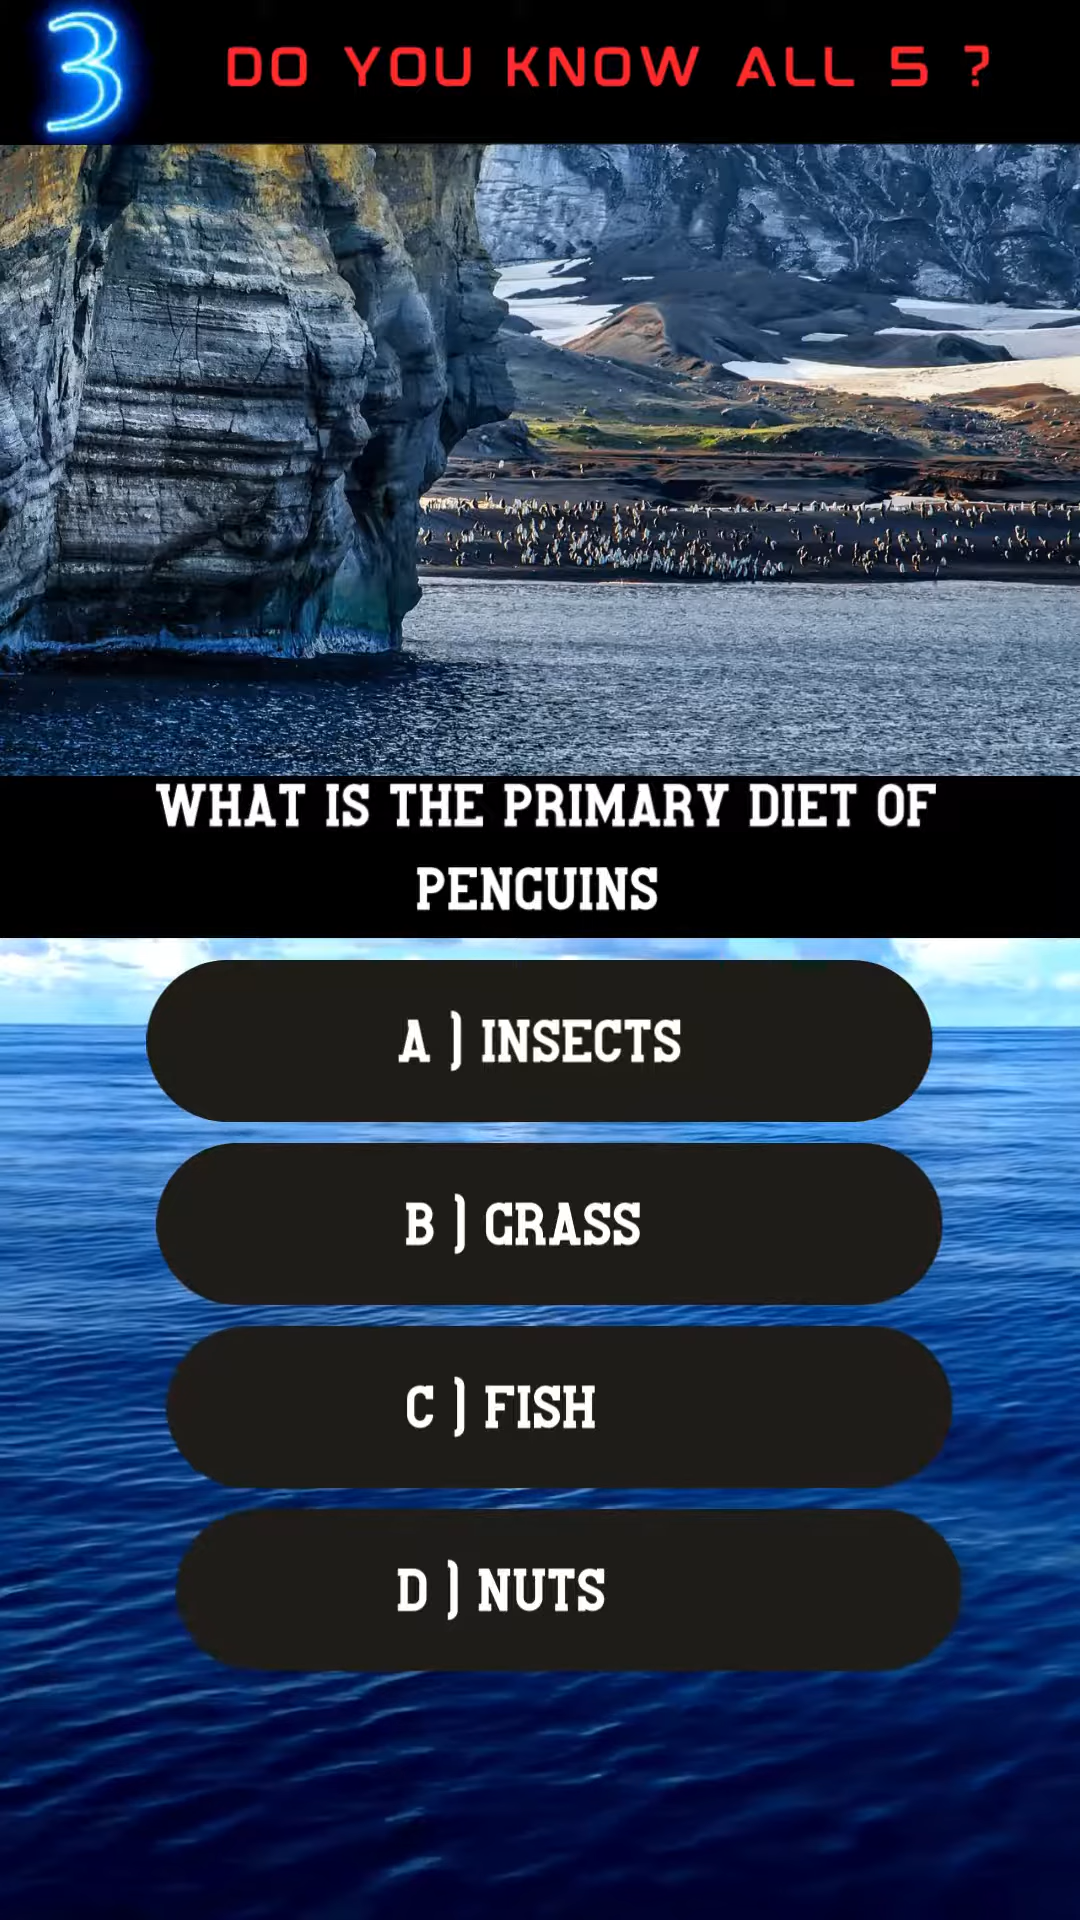 3
DO YOU KNOW ALL 5 ?
WHAT IS THE PRIMARY DIET OF
PENGUINS
A ) INSECTS
B ) GRASS
C ) FISH
D ) NUTS